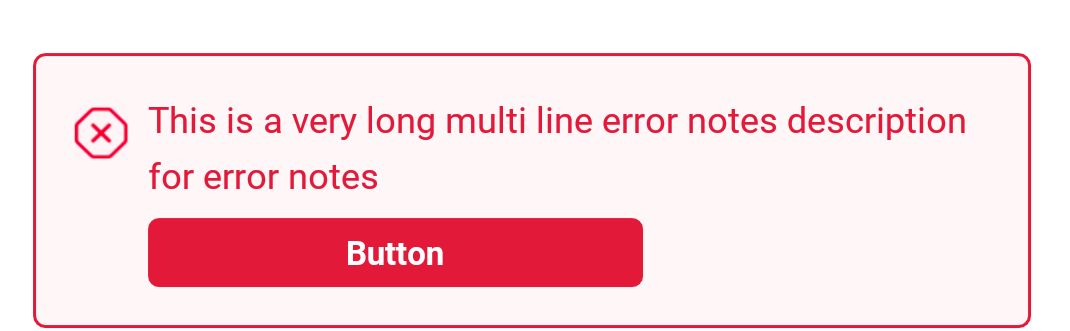 This is a very long multi line error notes description
for error notes
Button